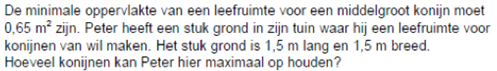 De minimale oppervlakte van een leefruimte voor een middelgroot konijn moet
0,65 m² zijn. Peter heeft een stuk grond in zijn tuin waar hij een leefruimte voor
konijnen van wil maken. Het stuk grond is 1,5 m lang en 1,5 m breed.
Hoeveel konijnen kan Peter hier maximaal op houden?